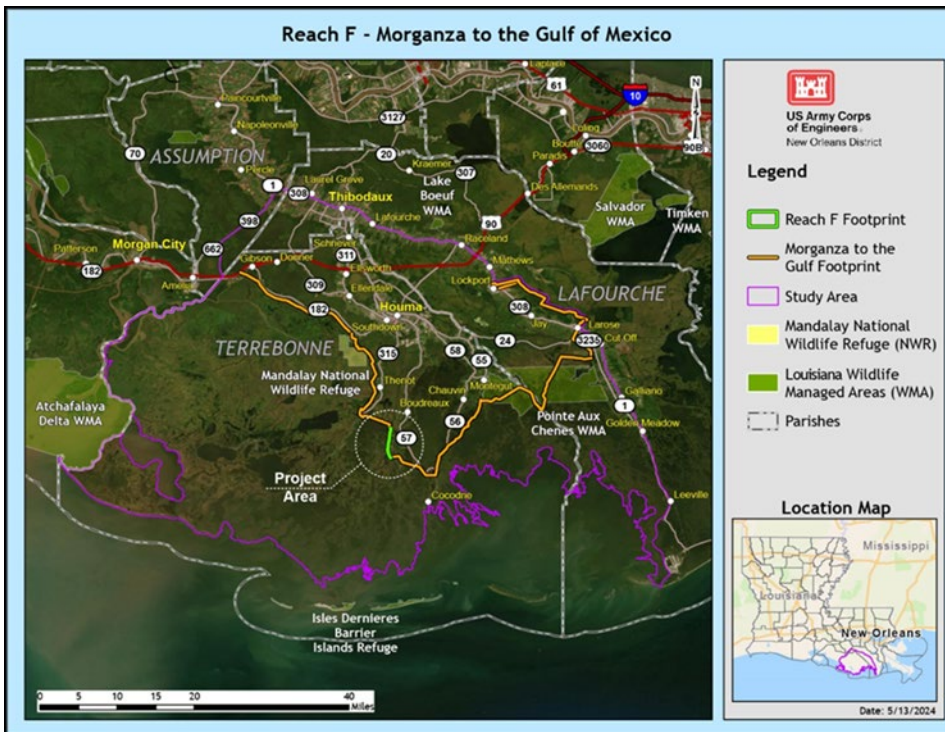 Reach F - Morganza to the Gulf of Mexico
Laplace
61
10
N
Paincourtville
3127
Luling
Boutte
3060
90B
Napoleonville
Paradis
70
ASSUMPTION
20
Kraemer
307
Piercle
Lake
Boeuf
WMA
1
308
Laurel Grove
Des Allemands
Salvador
WMA
Timken
WMA
Thibodaux
398
Lafourche
90
Schriever
Raceland
Patterson
Morgan City
662
311
Mathews
182
Gibson
Donner
Ellsworth
Amelia
309
Ellendale
Lockport
LAFOURCHE
182
Houma
308
Jay
Southdown
Larose
TERREBONNE
24
3235
Cut Off
315
58
55
Mandalay National
Wildlife Refuge
Theriot
Chauvin
Montegut
Galliano
Atchafalaya
Delta WMA
Boudreaux
Pointe Aux
Chenes WMA
1
56
Golden Meadow
57
Project
Area
Cocodrie
Leeville
Isles Dernieres
Barrier
Islands Refuge
0 5 10 15 20 40
Miles
US Army Corps
of Engineers®
New Orleans District
Legend
Reach F Footprint
Morganza to the
Gulf Footprint
Study Area
Mandalay National
Wildlife Refuge (NWR)
Louisiana Wildlife
Managed Areas (WMA)
Parishes
Location Map
Mississippi
Louisiana
New Orleans
Date: 5/13/2024